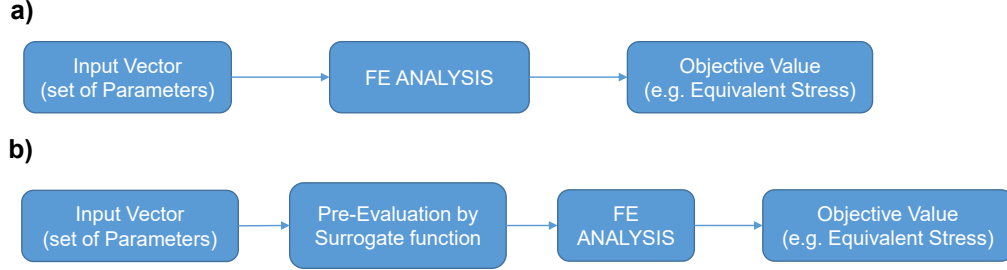 a)
Input Vector
(set of Parameters)
FE ANALYSIS
Objective Value
(e.g. Equivalent Stress)
b)
Input Vector
(set of Parameters)
Pre-Evaluation by
Surrogate function
FE
ANALYSIS
Objective Value
(e.g. Equivalent Stress)